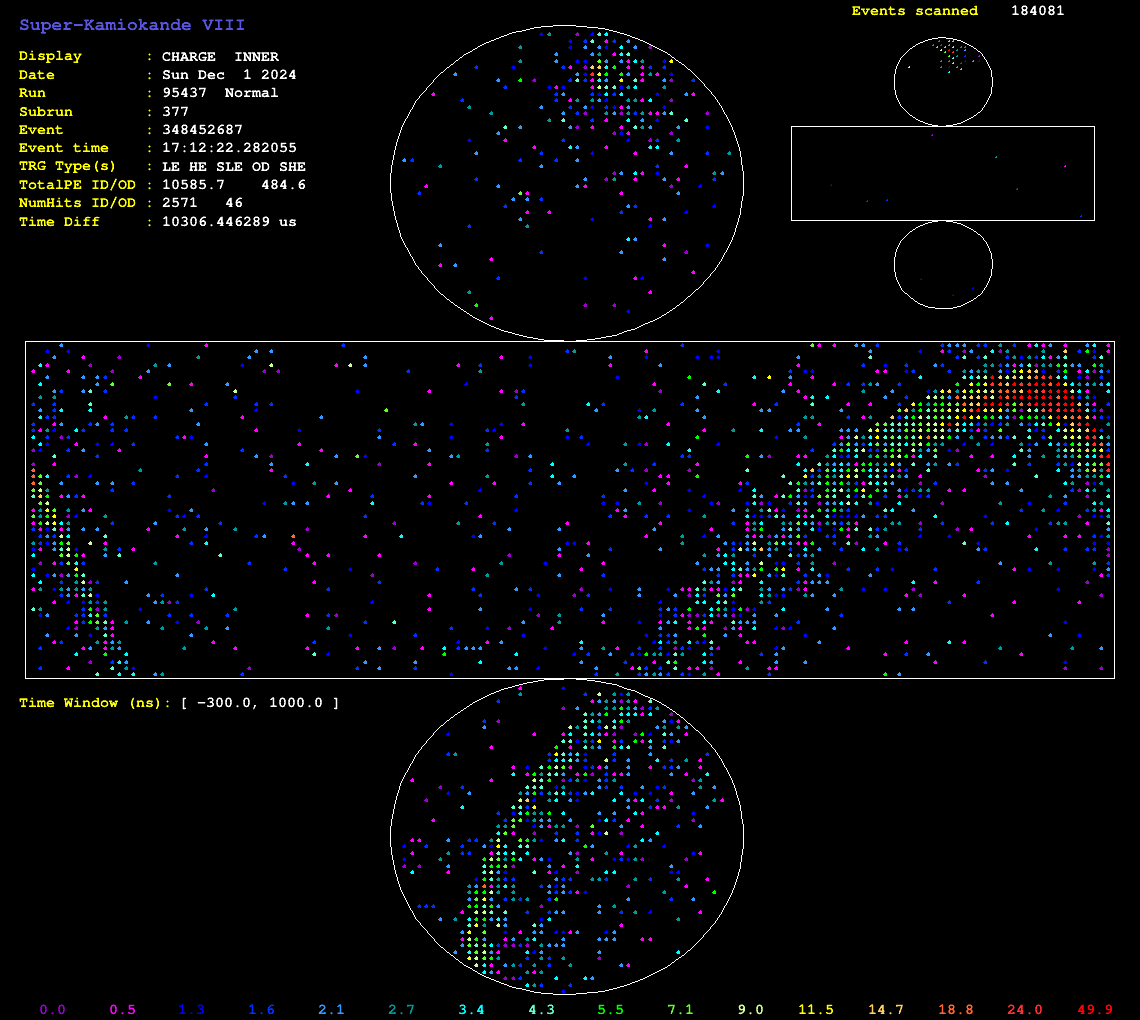 Super-Kamiokande VIII
Events scanned 184081
Display : CHARGE INNER
Date : Sun Dec 1 2024
Run : 95437 Normal
Subrun : 377
Event : 348452687
Event time : 17:12:22.282055
TRG Type(s) : LE HE SLE OD SHE
TotalPE ID/OD : 10585.7 484.6
NumHits ID/OD : 2571 46
Time Diff : 10306.446289 us
Time Window (ns): [ -300.0, 1000.0 ]
0.0 0.5 1.3 1.6 2.1 2.7 3.4 4.3 5.5 7.1 9.0 11.5 14.7 18.8 24.0 49.9